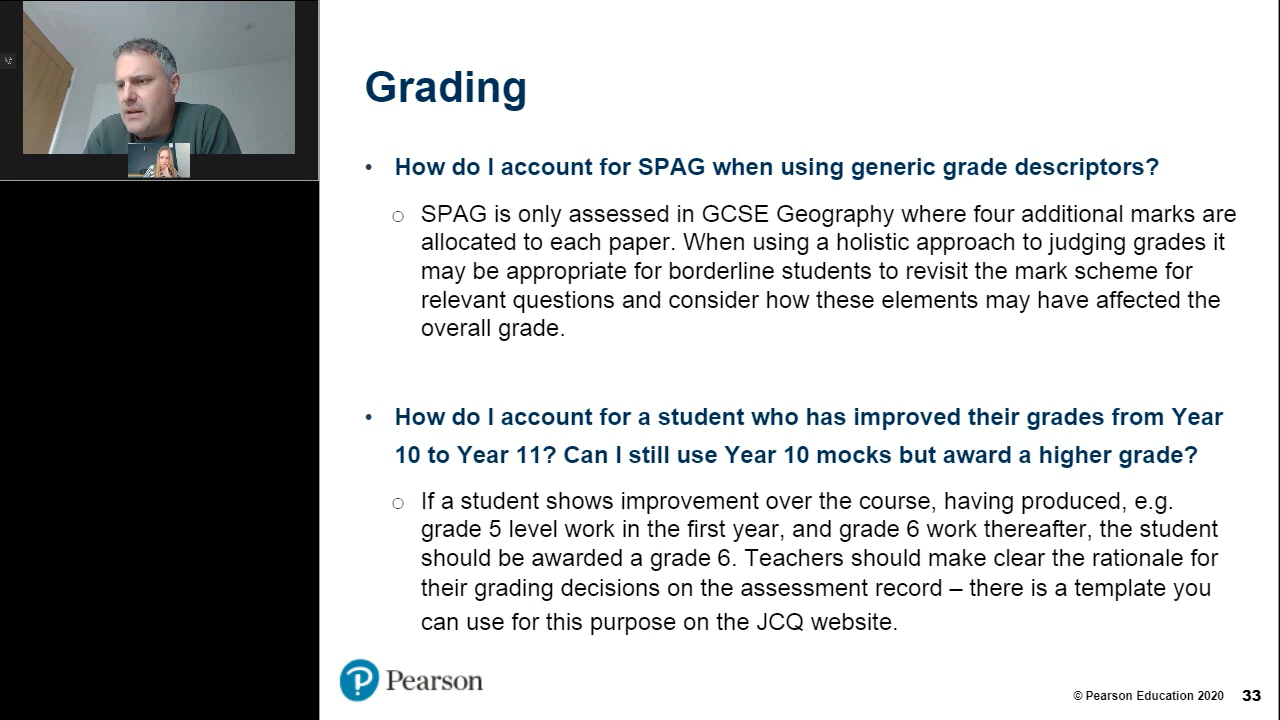 Grading
• How do I account for SPAG when using generic grade descriptors?
○ SPAG is only assessed in GCSE Geography where four additional marks are
allocated to each paper. When using a holistic approach to judging grades it
may be appropriate for borderline students to revisit the mark scheme for
relevant questions and consider how these elements may have affected the
overall grade.
• How do I account for a student who has improved their grades from Year
10 to Year 11? Can I still use Year 10 mocks but award a higher grade?
○ If a student shows improvement over the course, having produced, e.g.
grade 5 level work in the first year, and grade 6 work thereafter, the student
should be awarded a grade 6. Teachers should make clear the rationale for
their grading decisions on the assessment record – there is a template you
can use for this purpose on the JCQ website.
Pearson
© Pearson Education 2020 33